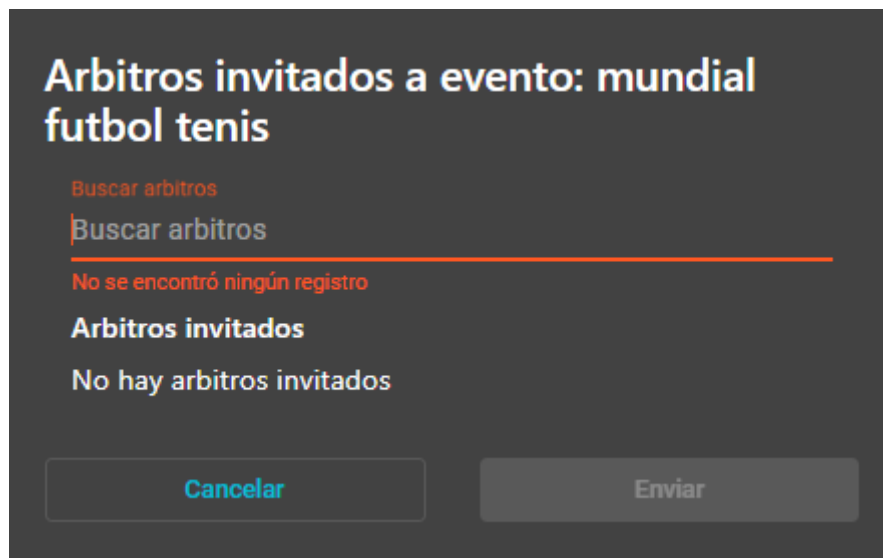 Arbitros invitados a evento: mundial
futbol tenis
Buscar arbitros
Buscar arbitros
No se encontró ningún registro
Arbitros invitados
No hay arbitros invitados
Cancelar
Enviar